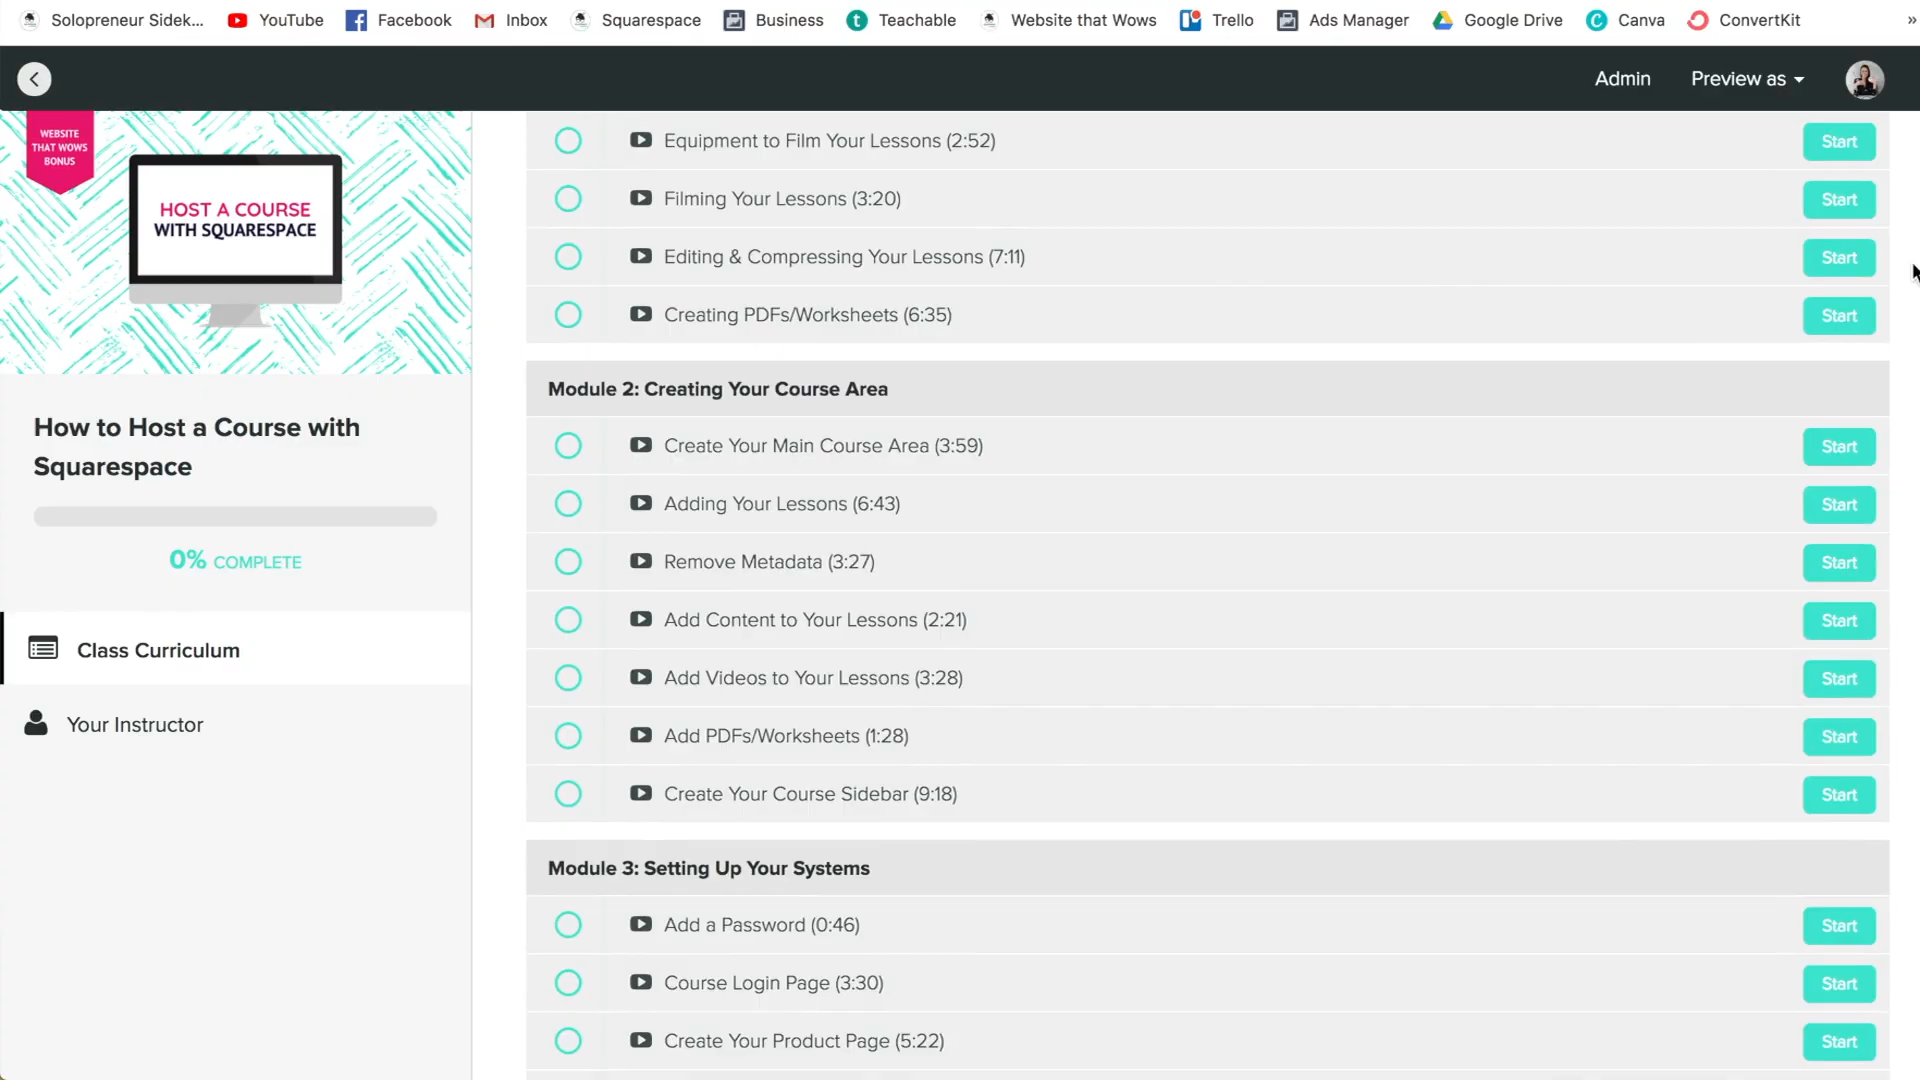 Solopreneur Sidek...
YouTube
Facebook
Inbox
Squarespace
Business
Teachable
Website that Wows
Trello
Ads Manager
Google Drive
Canva
ConvertKit
»
Admin
Preview as
WEBSITE
THAT WOWS
BONUS
HOST A COURSE
WITH SQUARESPACE
How to Host a Course with
Squarespace
0% COMPLETE
Class Curriculum
Your Instructor
Equipment to Film Your Lessons (2:52)
Start
Filming Your Lessons (3:20)
Start
Editing & Compressing Your Lessons (7:11)
Start
Creating PDFs/Worksheets (6:35)
Start
Module 2: Creating Your Course Area
Create Your Main Course Area (3:59)
Start
Adding Your Lessons (6:43)
Start
Remove Metadata (3:27)
Start
Add Content to Your Lessons (2:21)
Start
Add Videos to Your Lessons (3:28)
Start
Add PDFs/Worksheets (1:28)
Start
Create Your Course Sidebar (9:18)
Start
Module 3: Setting Up Your Systems
Add a Password (0:46)
Start
Course Login Page (3:30)
Start
Create Your Product Page (5:22)
Start